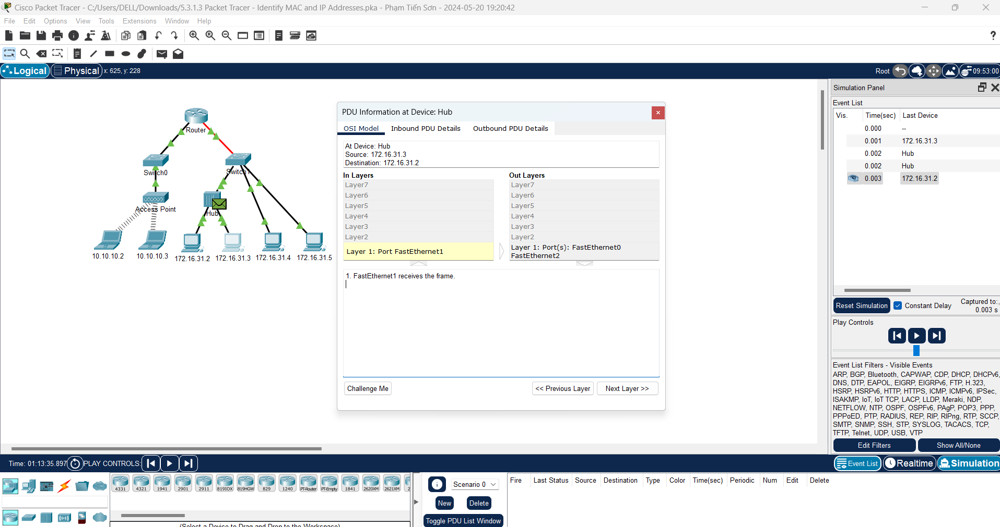 Cisco Packet Tracer - C:/Users/DELL/Downloads/5.3.1.3 Packet Tracer - Identify MAC and IP Addresses.pka - Phạm Tiến Sơn - 2024-05-20 19:20:42
File Edit Options View Tools Extensions Window Help
Logical Physical x: 625, y: 228 Root 09:53:00
Router
Switch0
Switch1
Access Point
Hub
10.10.10.2 10.10.10.3 172.16.31.2 172.16.31.3 172.16.31.4 172.16.31.5
PDU Information at Device: Hub
OSI Model Inbound PDU Details Outbound PDU Details
At Device: Hub
Source: 172.16.31.3
Destination: 172.16.31.2
In Layers Out Layers
Layer7 Layer7
Layer6 Layer6
Layer5 Layer5
Layer4 Layer4
Layer3 Layer3
Layer2 Layer2
Layer 1: Port FastEthernet1 Layer 1: Port(s): FastEthernet0
FastEthernet2
1. FastEthernet1 receives the frame.
Challenge Me << Previous Layer Next Layer >>
Simulation Panel
Event List
Vis. Time(sec) Last Device
0.000 --
0.001 172.16.31.3
0.002 Hub
0.002 Hub
0.003 172.16.31.2
Reset Simulation Constant Delay Captured to:
0.003 s
Play Controls
Event List Filters - Visible Events
ARP, BGP, Bluetooth, CAPWAP, CDP, DHCP, DHCPv6,
DNS, DTP, EAPOL, EIGRP, EIGRPv6, FTP, H.323,
HSRP, HSRPv6, HTTP, HTTPS, ICMP, ICMPv6, IPSec,
ISAKMP, IoT, IoT TCP, LACP, LLDP, Meraki, NDP,
NETFLOW, NTP, OSPF, OSPFv6, PAgP, POP3, PPP,
PPPoED, PTP, RADIUS, REP, RIP, RIPng, RTP, SCCP,
SMTP, SNMP, SSH, STP, SYSLOG, TACACS, TCP,
TFTP, Telnet, UDP, USB, VTP
Edit Filters Show All/None
Time: 01:13:35.897 PLAY CONTROLS: Event List Realtime Simulation
4331 4321 1941 2901 2911 819IOX 819HGW 829 1240 PT-Router PT-Empty 1841 2620XM 2621XM 2
(Select a Device to Drag and Drop to the Workspace)
Scenario 0
New Delete
Toggle PDU List Window
Fire Last Status Source Destination Type Color Time(sec) Periodic Num Edit Delete